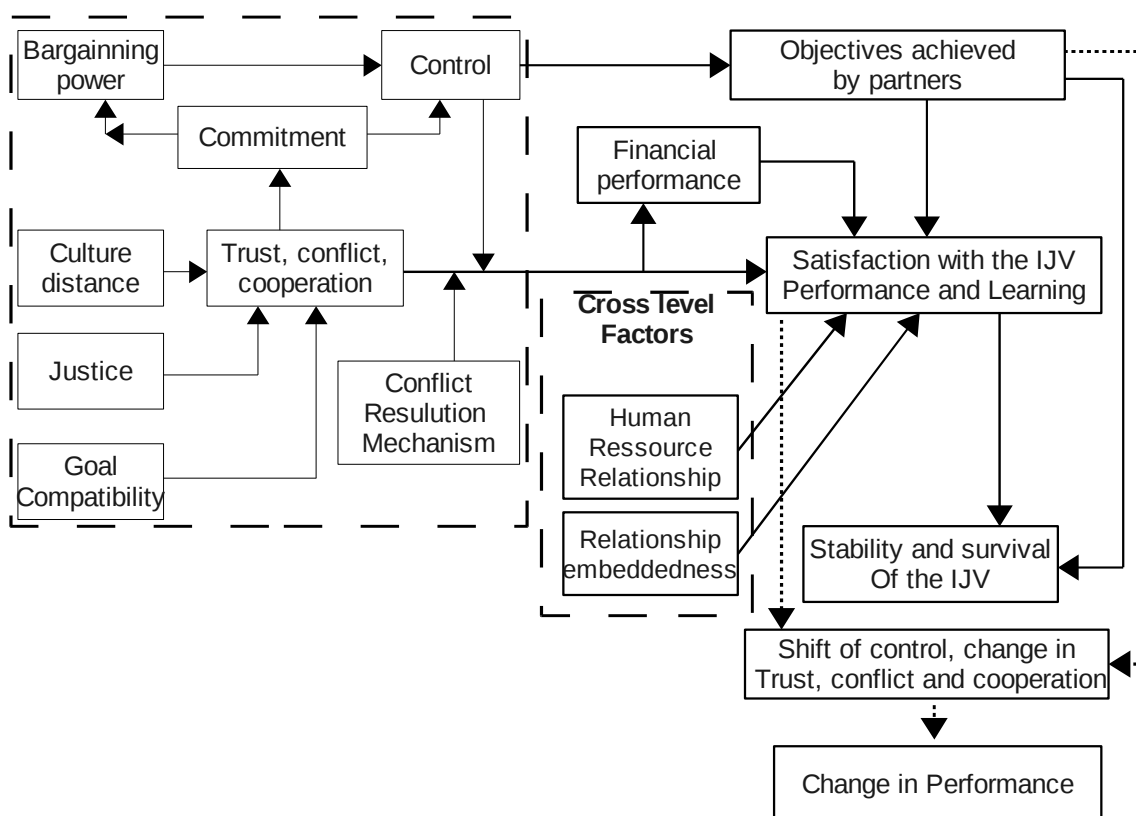 Bargainning
power
Control
Objectives achieved
by partners
Commitment
Financial
performance
Culture
distance
Trust, conflict,
cooperation
Satisfaction with the IJV
Performance and Learning
Cross level
Factors
Justice
Conflict
Resulution
Mechanism
Human
Ressource
Relationship
Goal
Compatibility
Relationship
embeddedness
Stability and survival
Of the IJV
Shift of control, change in
Trust, conflict and cooperation
Change in Performance